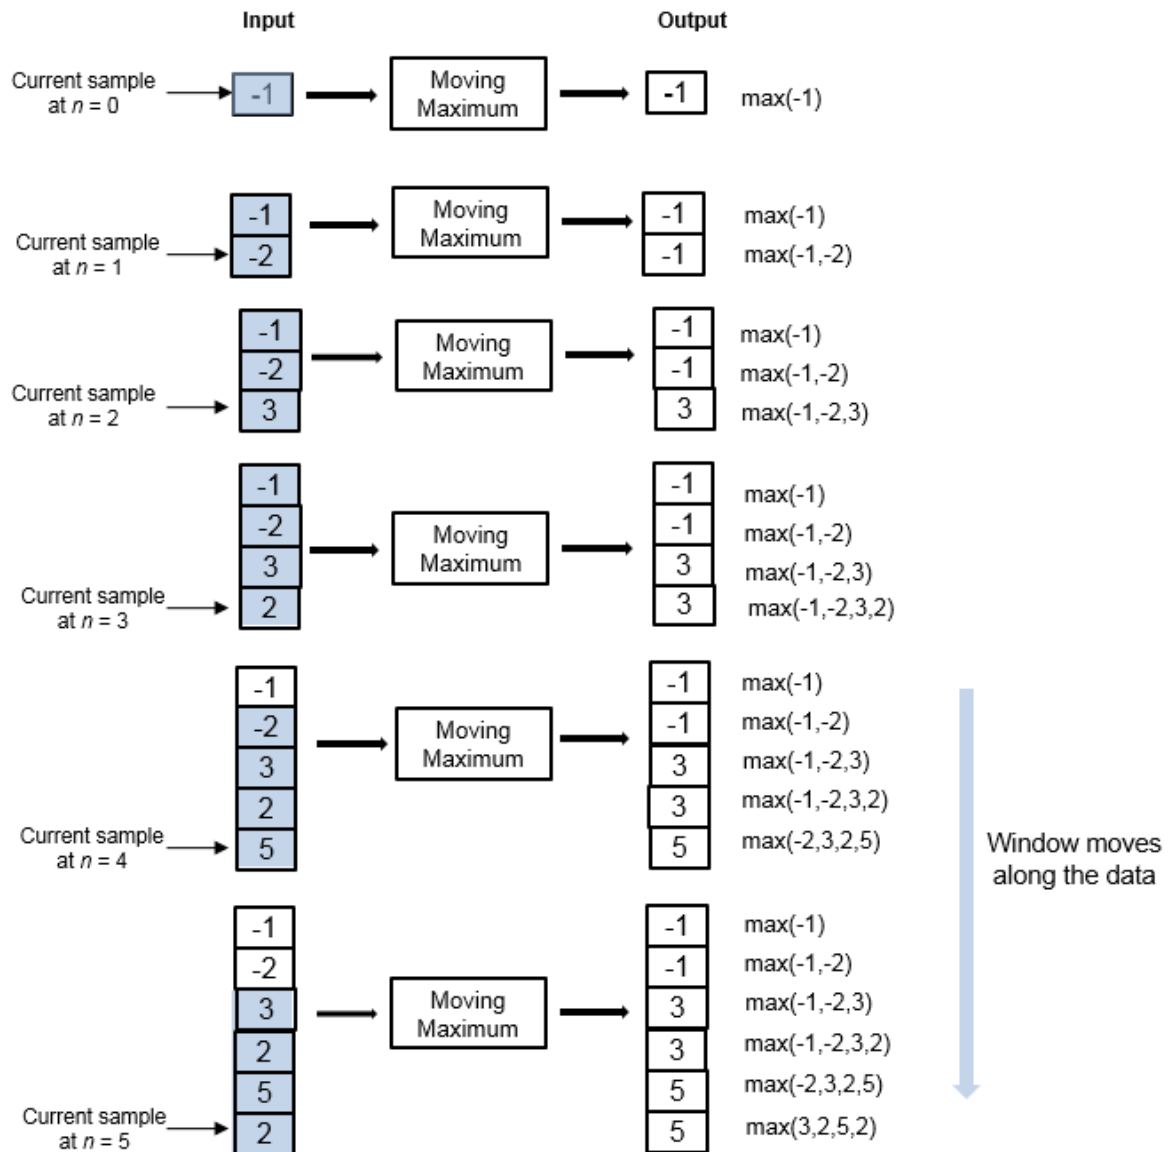 Input
Output
Current sample
at n = 0
-1
Moving
Maximum
-1
max(-1)
Current sample
at n = 1
-1
-2
Moving
Maximum
-1
-1
max(-1)
max(-1,-2)
Current sample
at n = 2
-1
-2
3
Moving
Maximum
-1
-1
3
max(-1)
max(-1,-2)
max(-1,-2,3)
Current sample
at n = 3
-1
-2
3
2
Moving
Maximum
-1
-1
3
3
max(-1)
max(-1,-2)
max(-1,-2,3)
max(-1,-2,3,2)
Current sample
at n = 4
-1
-2
3
2
5
Moving
Maximum
-1
-1
3
3
5
max(-1)
max(-1,-2)
max(-1,-2,3)
max(-1,-2,3,2)
max(-2,3,2,5)
Window moves
along the data
Current sample
at n = 5
-1
-2
3
2
5
2
Moving
Maximum
-1
-1
3
3
5
5
max(-1)
max(-1,-2)
max(-1,-2,3)
max(-1,-2,3,2)
max(-2,3,2,5)
max(3,2,5,2)